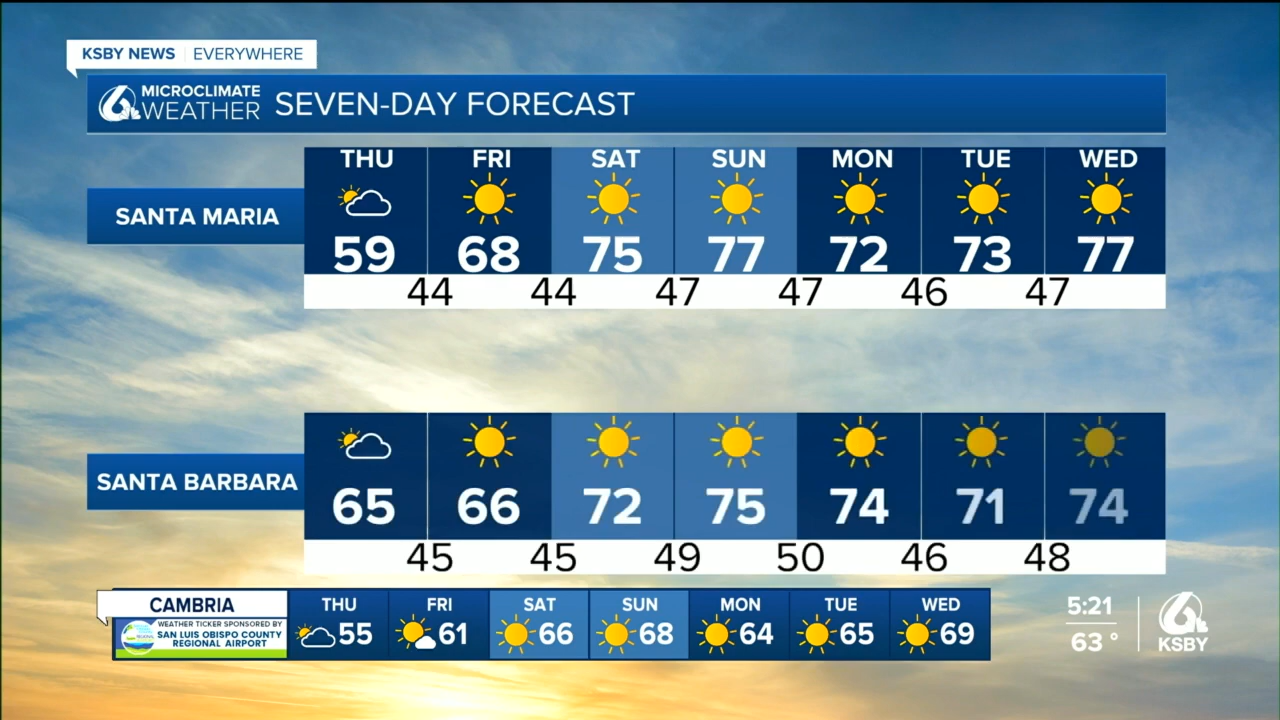 KSBY NEWS EVERYWHERE
6 MICROCLIMATE WEATHER SEVEN-DAY FORECAST
THU FRI SAT SUN MON TUE WED
SANTA MARIA
59 68 75 77 72 73 77
44 44 47 47 46 47
SANTA BARBARA
65 66 72 75 74 71 74
45 45 49 50 46 48
CAMBRIA
WEATHER TICKER SPONSORED BY
SAN LUIS OBISPO COUNTY
REGIONAL AIRPORT
THU FRI SAT SUN MON TUE WED
55 61 66 68 64 65 69
5:21
63 °
6
KSBY